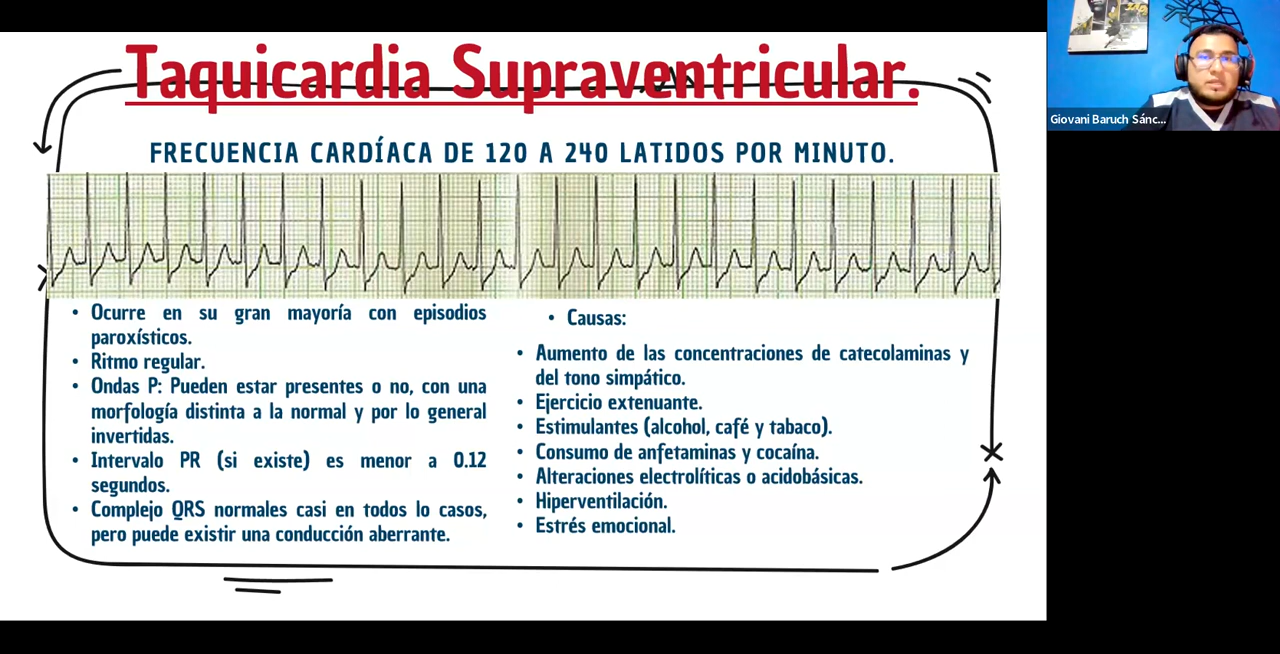 Taquicardia Supraventricular.
FRECUENCIA CARDÍACA DE 120 A 240 LATIDOS POR MINUTO.
• Ocurre en su gran mayoría con episodios
paroxísticos.
• Ritmo regular.
• Ondas P: Pueden estar presentes o no, con una
morfología distinta a la normal y por lo general
invertidas.
• Intervalo PR (si existe) es menor a 0.12
segundos.
• Complejo QRS normales casi en todos lo casos,
pero puede existir una conducción aberrante.
• Causas:
• Aumento de las concentraciones de catecolaminas y
del tono simpático.
• Ejercicio extenuante.
• Estimulantes (alcohol, café y tabaco).
• Consumo de anfetaminas y cocaína.
• Alteraciones electrolíticas o acidobásicas.
• Hiperventilación.
• Estrés emocional.
Giovani Baruch Sánc...